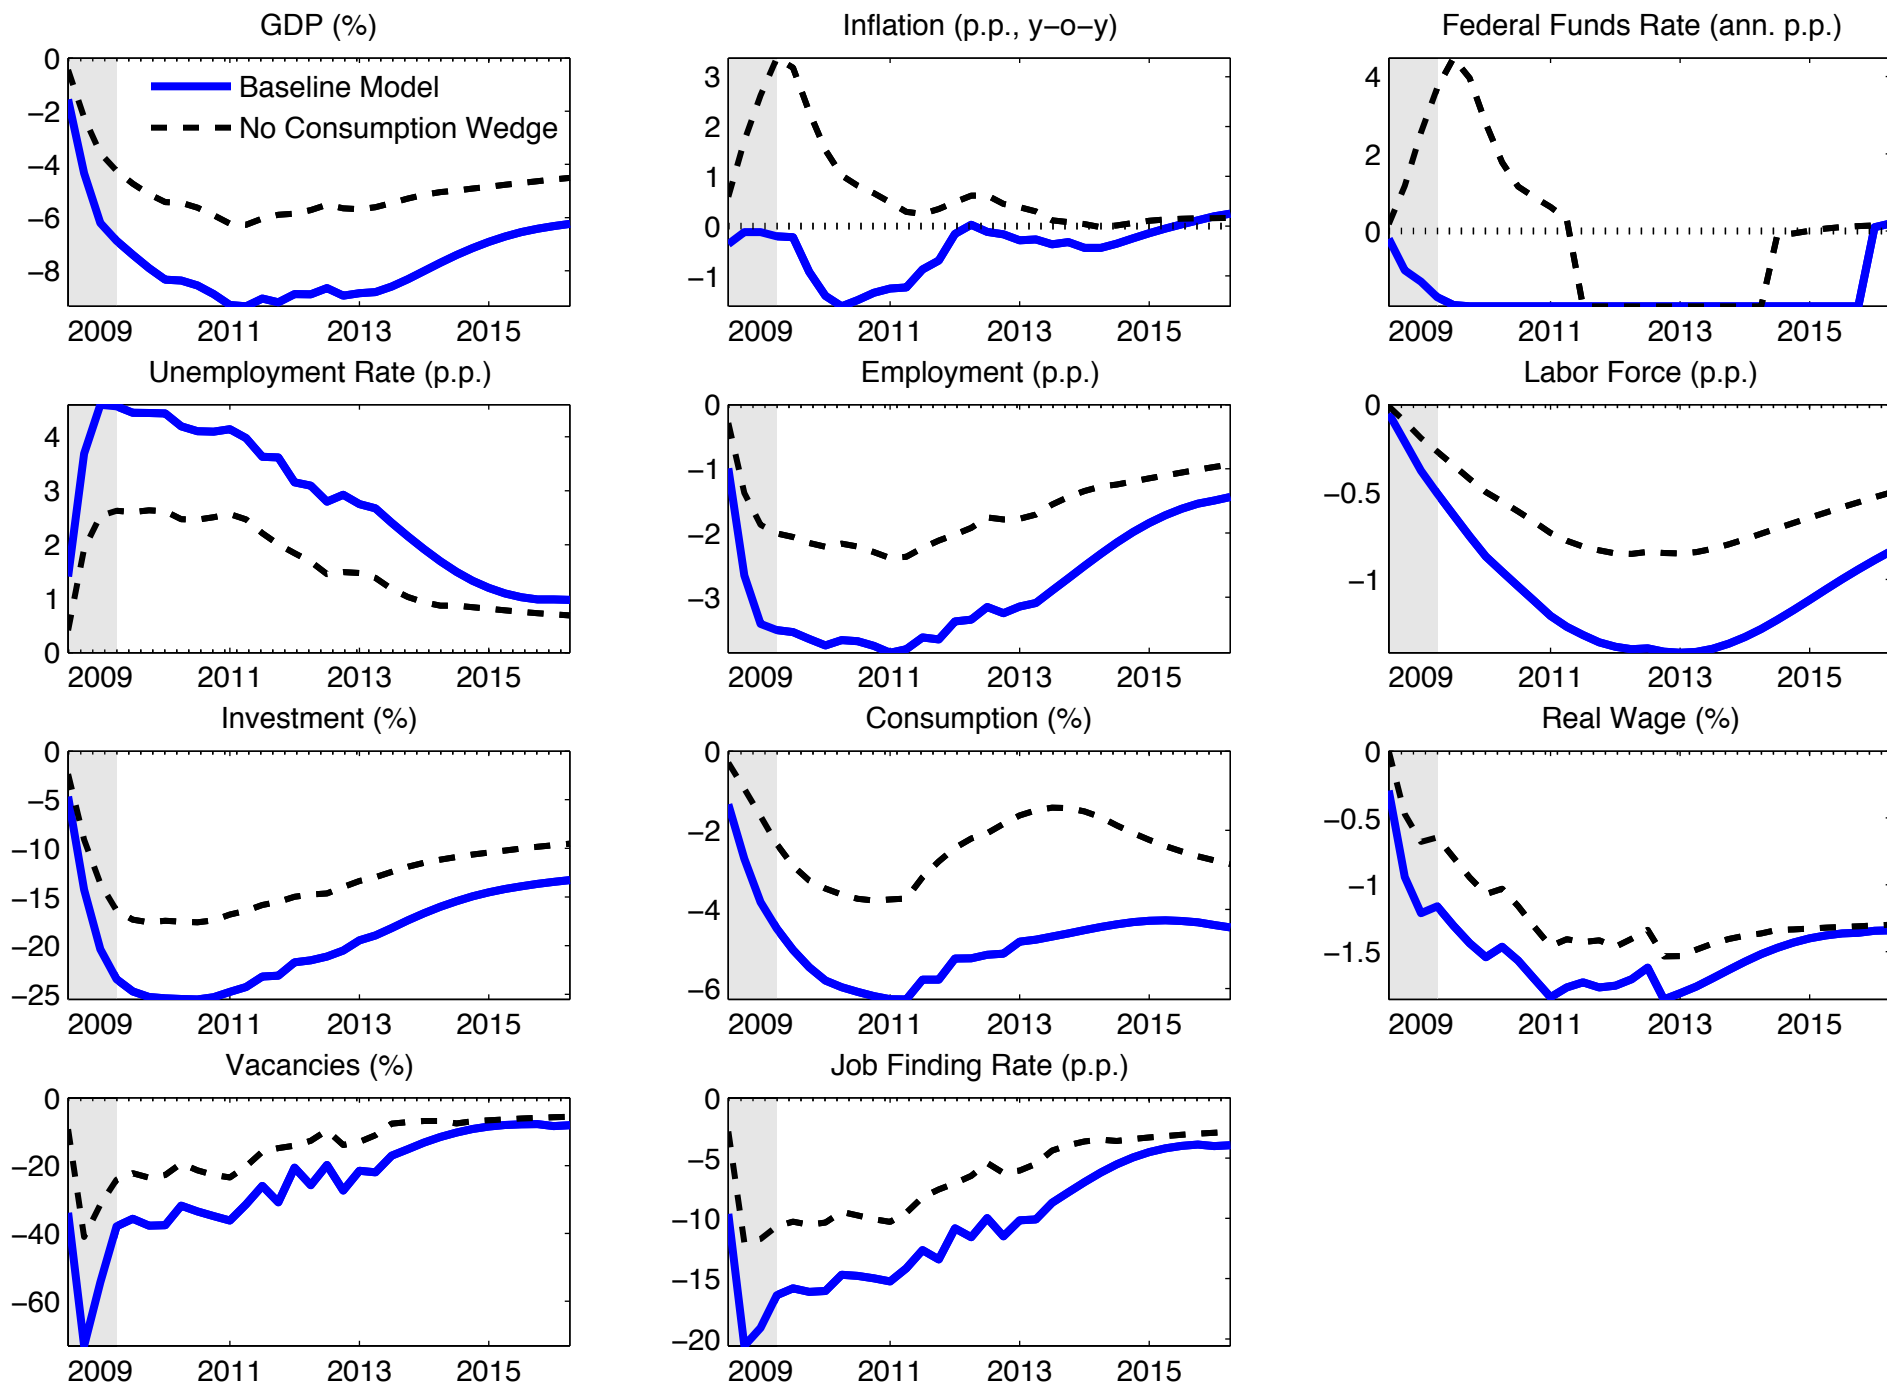 GDP (%)
0
−2
−4
−6
−8
Baseline Model
No Consumption Wedge
2009 2011 2013 2015
Inflation (p.p., y−o−y)
3
2
1
0
−1
2009 2011 2013 2015
Federal Funds Rate (ann. p.p.)
4
2
0
2009 2011 2013 2015
Unemployment Rate (p.p.)
4
3
2
1
0
2009 2011 2013 2015
Employment (p.p.)
0
−1
−2
−3
2009 2011 2013 2015
Labor Force (p.p.)
0
−0.5
−1
2009 2011 2013 2015
Investment (%)
0
−5
−10
−15
−20
−25
2009 2011 2013 2015
Consumption (%)
0
−2
−4
−6
2009 2011 2013 2015
Real Wage (%)
0
−0.5
−1
−1.5
2009 2011 2013 2015
Vacancies (%)
0
−20
−40
−60
2009 2011 2013 2015
Job Finding Rate (p.p.)
0
−5
−10
−15
−20
2009 2011 2013 2015